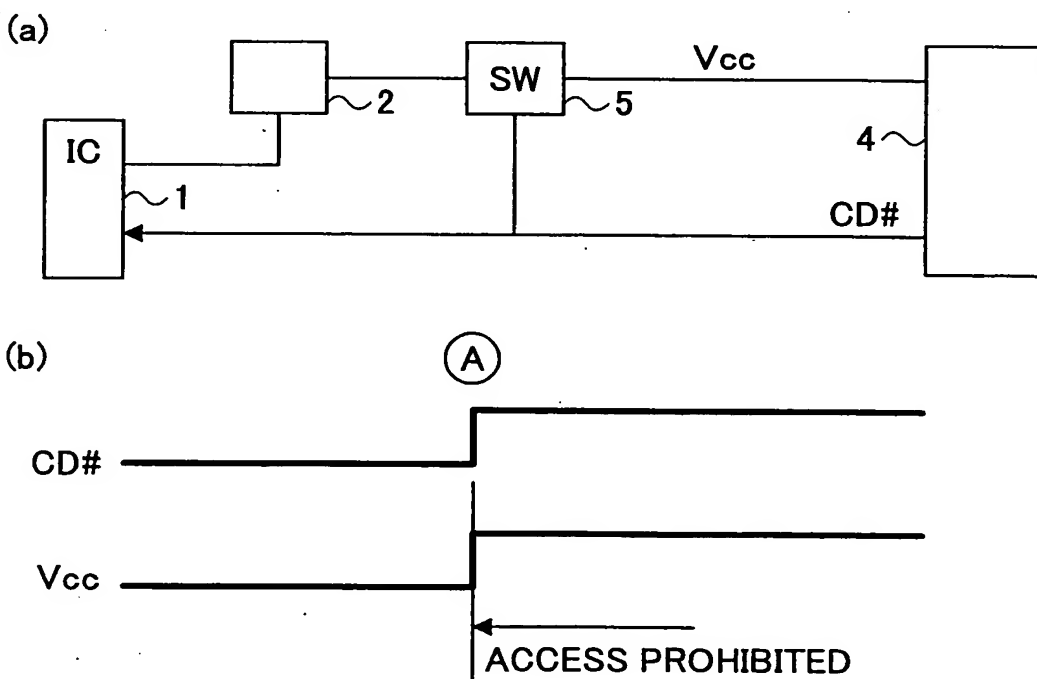 (a)
SW
Vcc
2
5
IC
4
1
CD#
(b)
A
CD#
Vcc
ACCESS PROHIBITED